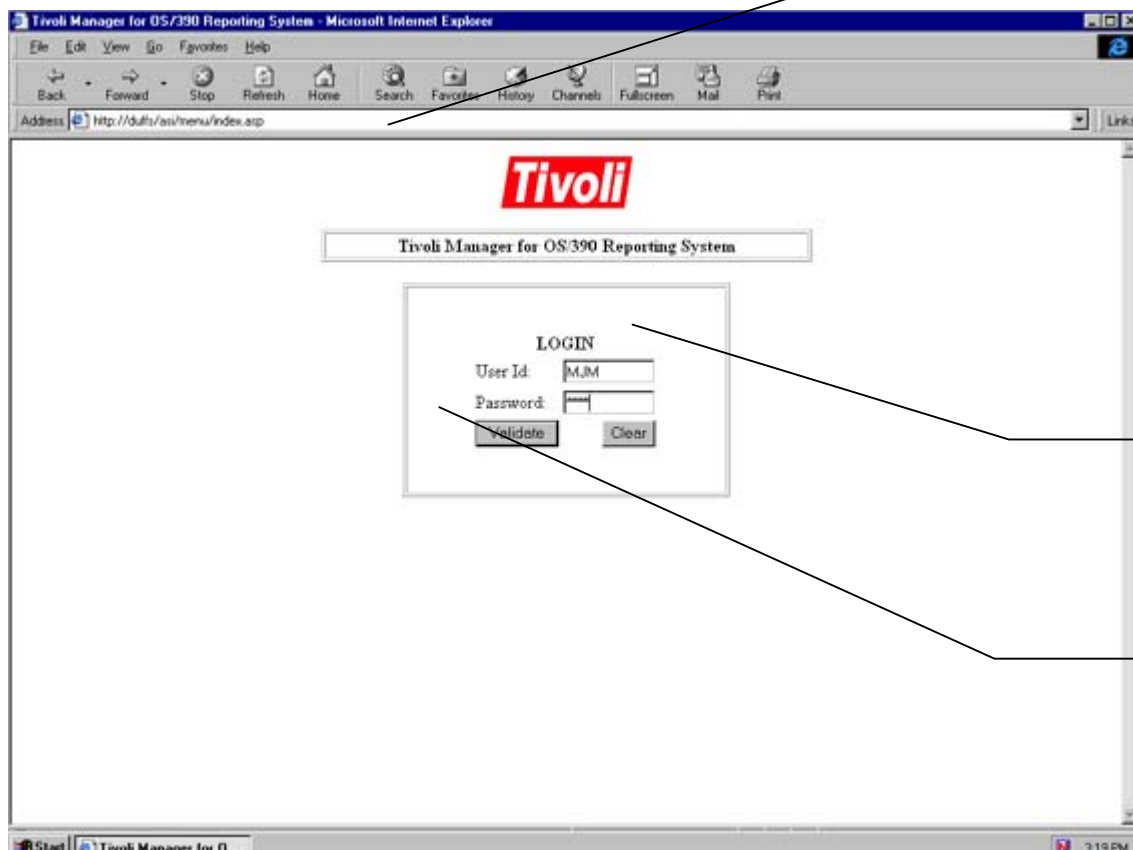 Tivoli Manager for OS/390 Reporting System - Microsoft Internet Explorer
File Edit View Go Favorites Help
Back Forward Stop Refresh Home Search Favorites History Channels Fullscreen Mail Print
Address http://dulfs/asi/menu/index.asp Links
Tivoli
Tivoli Manager for OS/390 Reporting System
LOGIN
User Id: MJM
Password: ****
Validate Clear
Start Tivoli Manager for O... 3:19 PM